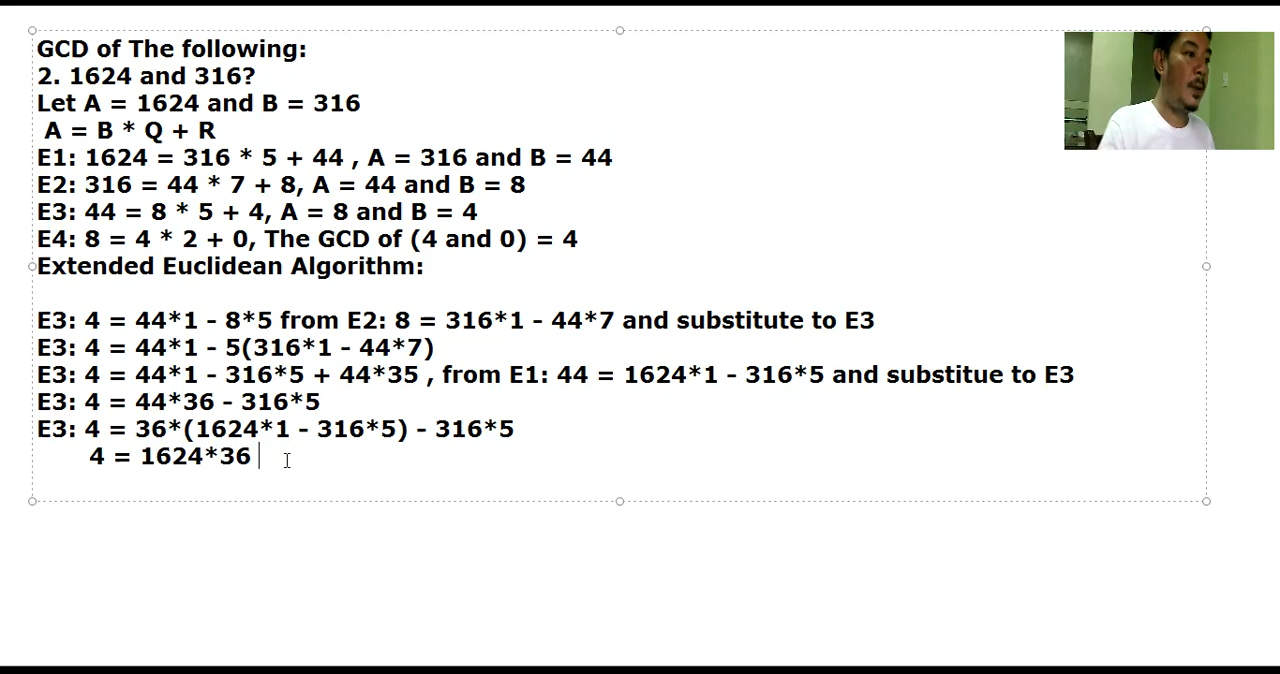 GCD of The following:
2. 1624 and 316?
Let A = 1624 and B = 316
A = B * Q + R
E1: 1624 = 316 * 5 + 44 , A = 316 and B = 44
E2: 316 = 44 * 7 + 8, A = 44 and B = 8
E3: 44 = 8 * 5 + 4, A = 8 and B = 4
E4: 8 = 4 * 2 + 0, The GCD of (4 and 0) = 4
Extended Euclidean Algorithm:
E3: 4 = 44*1 - 8*5 from E2: 8 = 316*1 - 44*7 and substitute to E3
E3: 4 = 44*1 - 5(316*1 - 44*7)
E3: 4 = 44*1 - 316*5 + 44*35 , from E1: 44 = 1624*1 - 316*5 and substitue to E3
E3: 4 = 44*36 - 316*5
E3: 4 = 36*(1624*1 - 316*5) - 316*5
4 = 1624*36